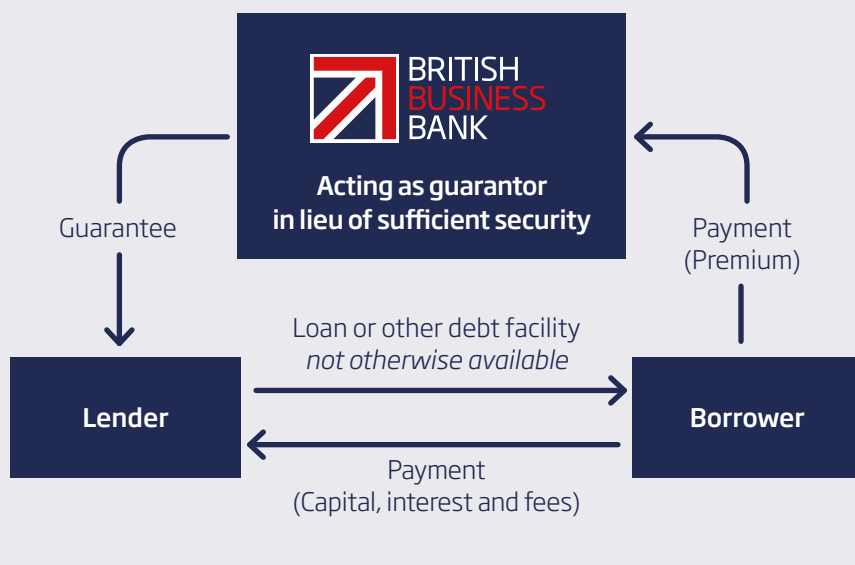 BRITISH
BUSINESS
BANK
Acting as guarantor
in lieu of sufficient security
Guarantee
Payment
(Premium)
Loan or other debt facility
not otherwise available
Lender
Borrower
Payment
(Capital, interest and fees)